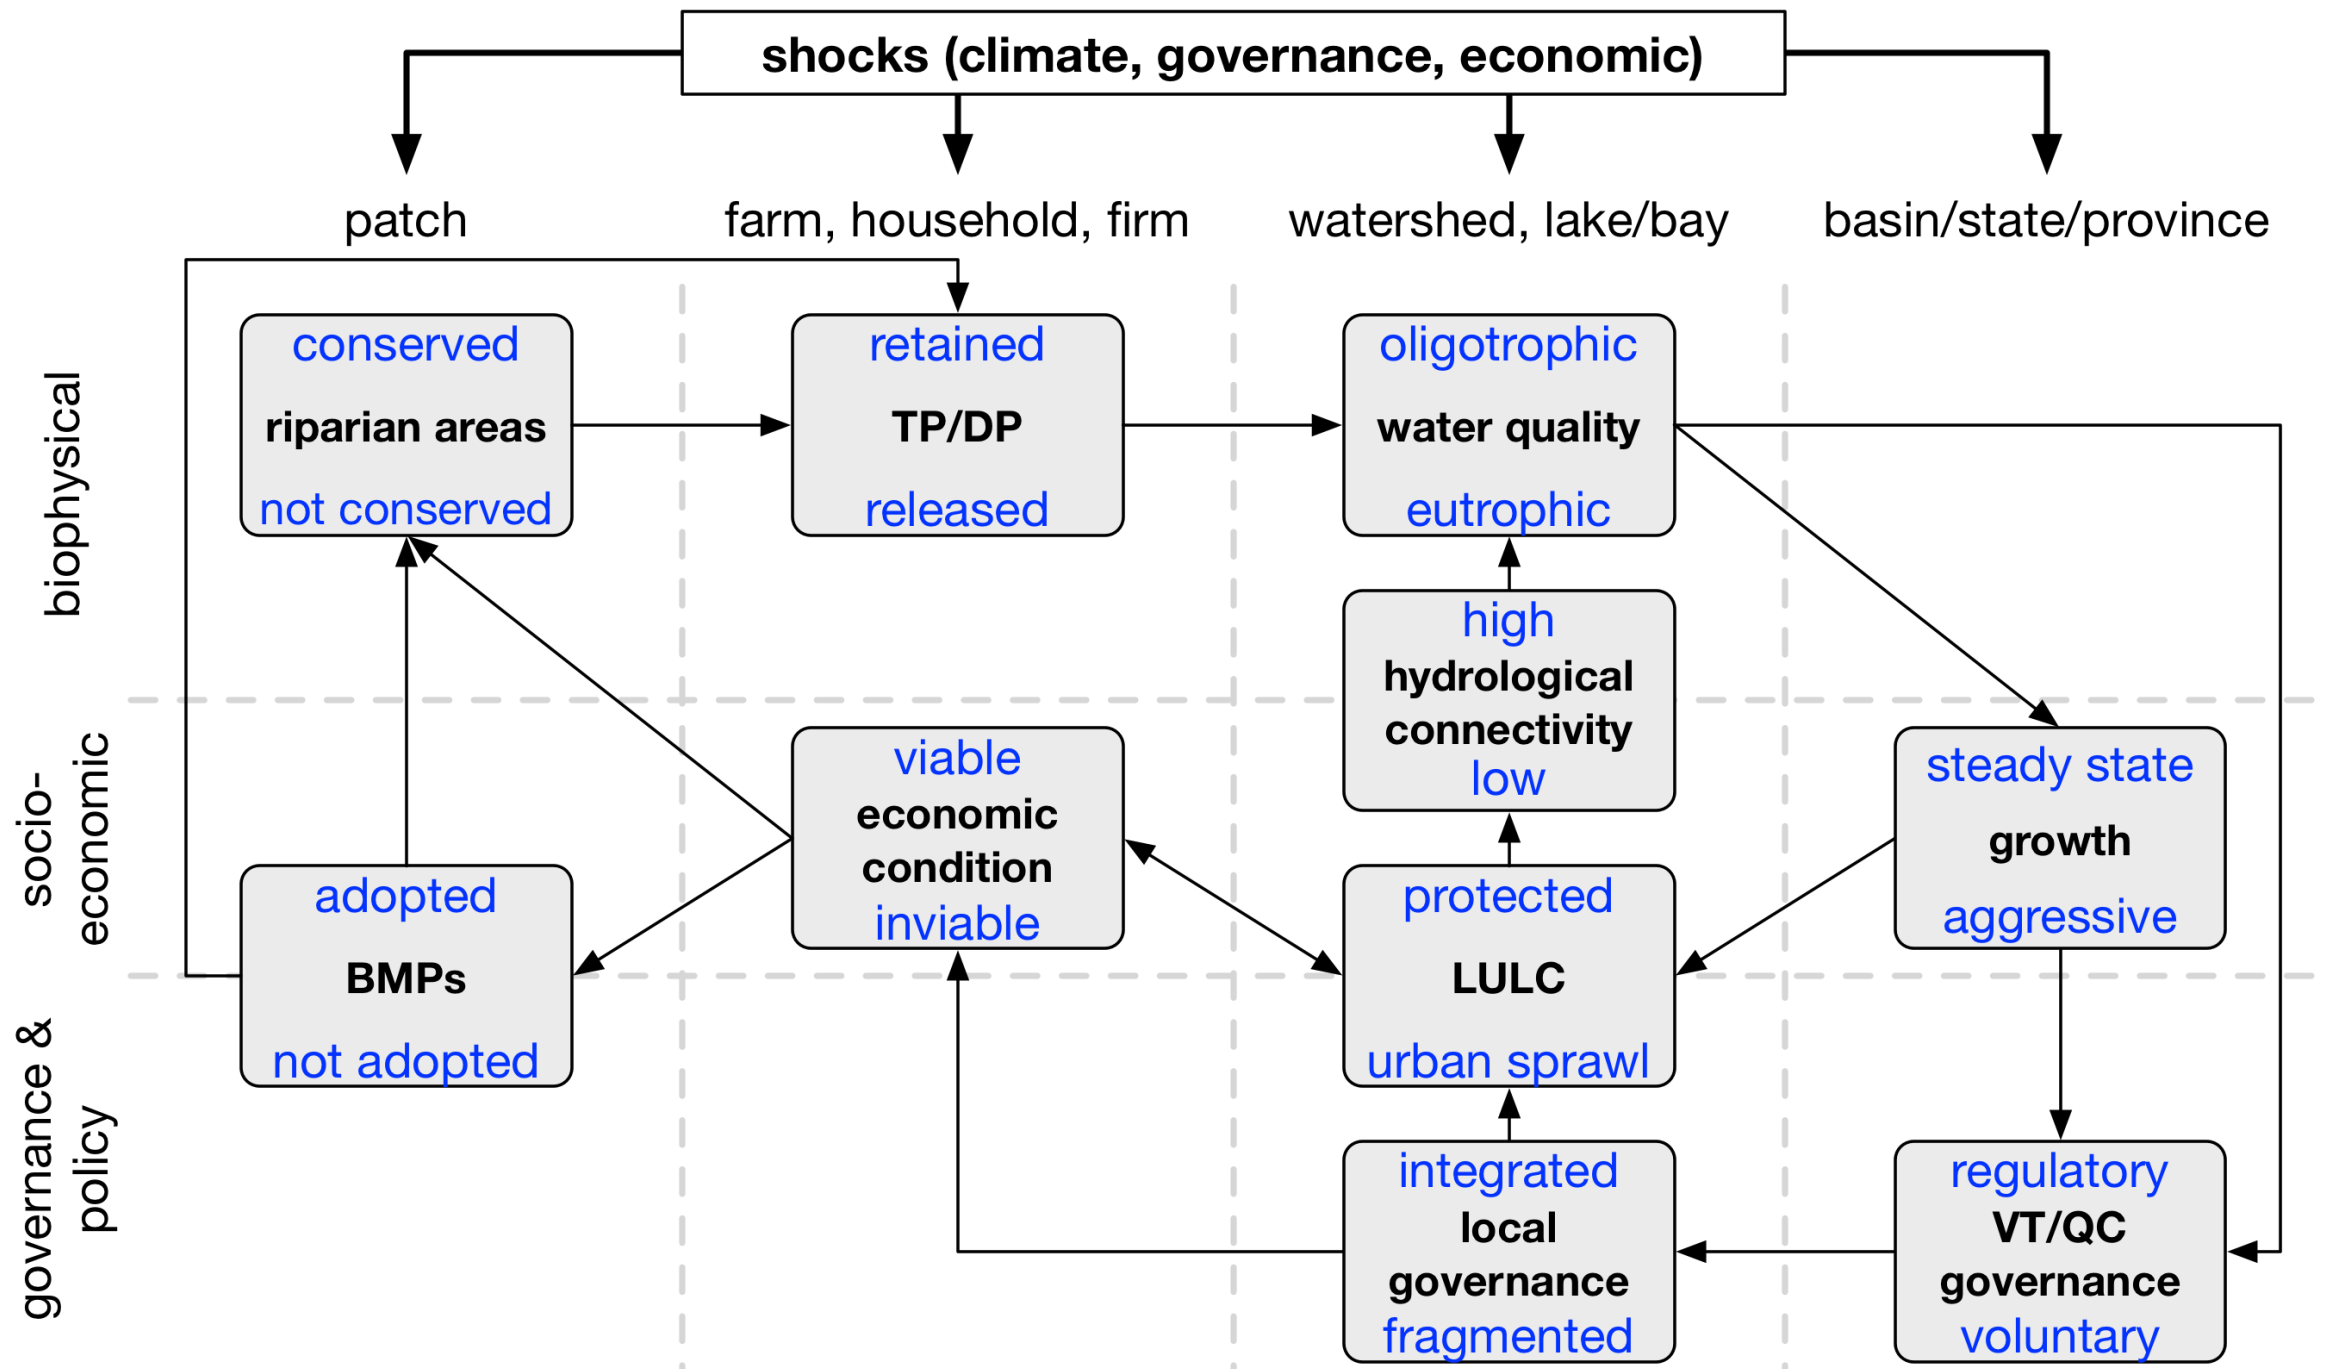 shocks (climate, governance, economic)
patch
farm, household, firm
watershed, lake/bay
basin/state/province
biophysical
conserved
riparian areas
not conserved
retained
TP/DP
released
oligotrophic
water quality
eutrophic
high
hydrological
connectivity
low
socio-
economic
adopted
BMPs
not adopted
viable
economic
condition
inviable
protected
LULC
urban sprawl
steady state
growth
aggressive
governance &
policy
integrated
local
governance
fragmented
regulatory
VT/QC
governance
voluntary